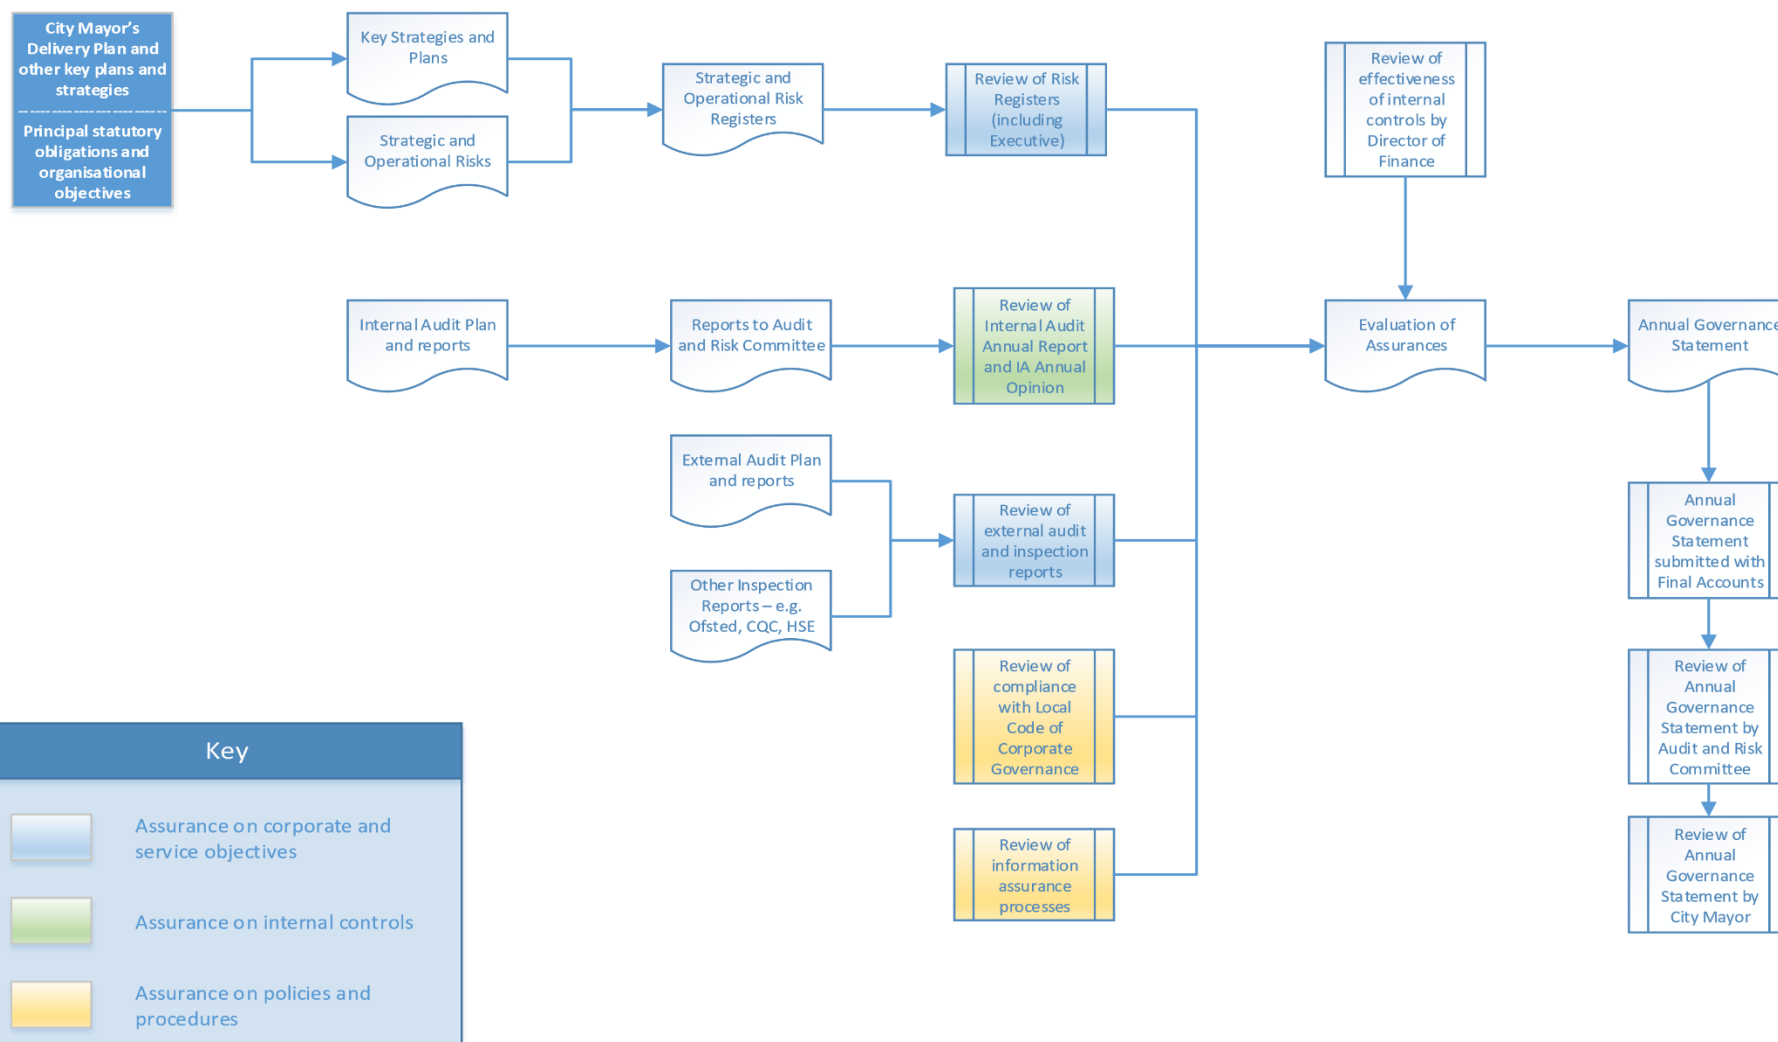 City Mayor's
Delivery Plan and
other key plans and
strategies
Principal statutory
obligations and
organisational
objectives
Key Strategies and
Plans
Strategic and
Operational Risks
Strategic and
Operational Risk
Registers
Review of Risk
Registers
(including
Executive)
Review of
effectiveness
of internal
controls by
Director of
Finance
Internal Audit Plan
and reports
Reports to Audit
and Risk Committee
Review of
Internal Audit
Annual Report
and IA Annual
Opinion
Evaluation of
Assurances
Annual Governance
Statement
External Audit Plan
and reports
Other Inspection
Reports – e.g.
Ofsted, CQC, HSE
Review of
external audit
and inspection
reports
Annual
Governance
Statement
submitted with
Final Accounts
Review of
compliance
with Local
Code of
Corporate
Governance
Review of
Annual
Governance
Statement by
Audit and Risk
Committee
Review of
information
assurance
processes
Review of
Annual
Governance
Statement by
City Mayor
Key
Assurance on corporate and
service objectives
Assurance on internal controls
Assurance on policies and
procedures